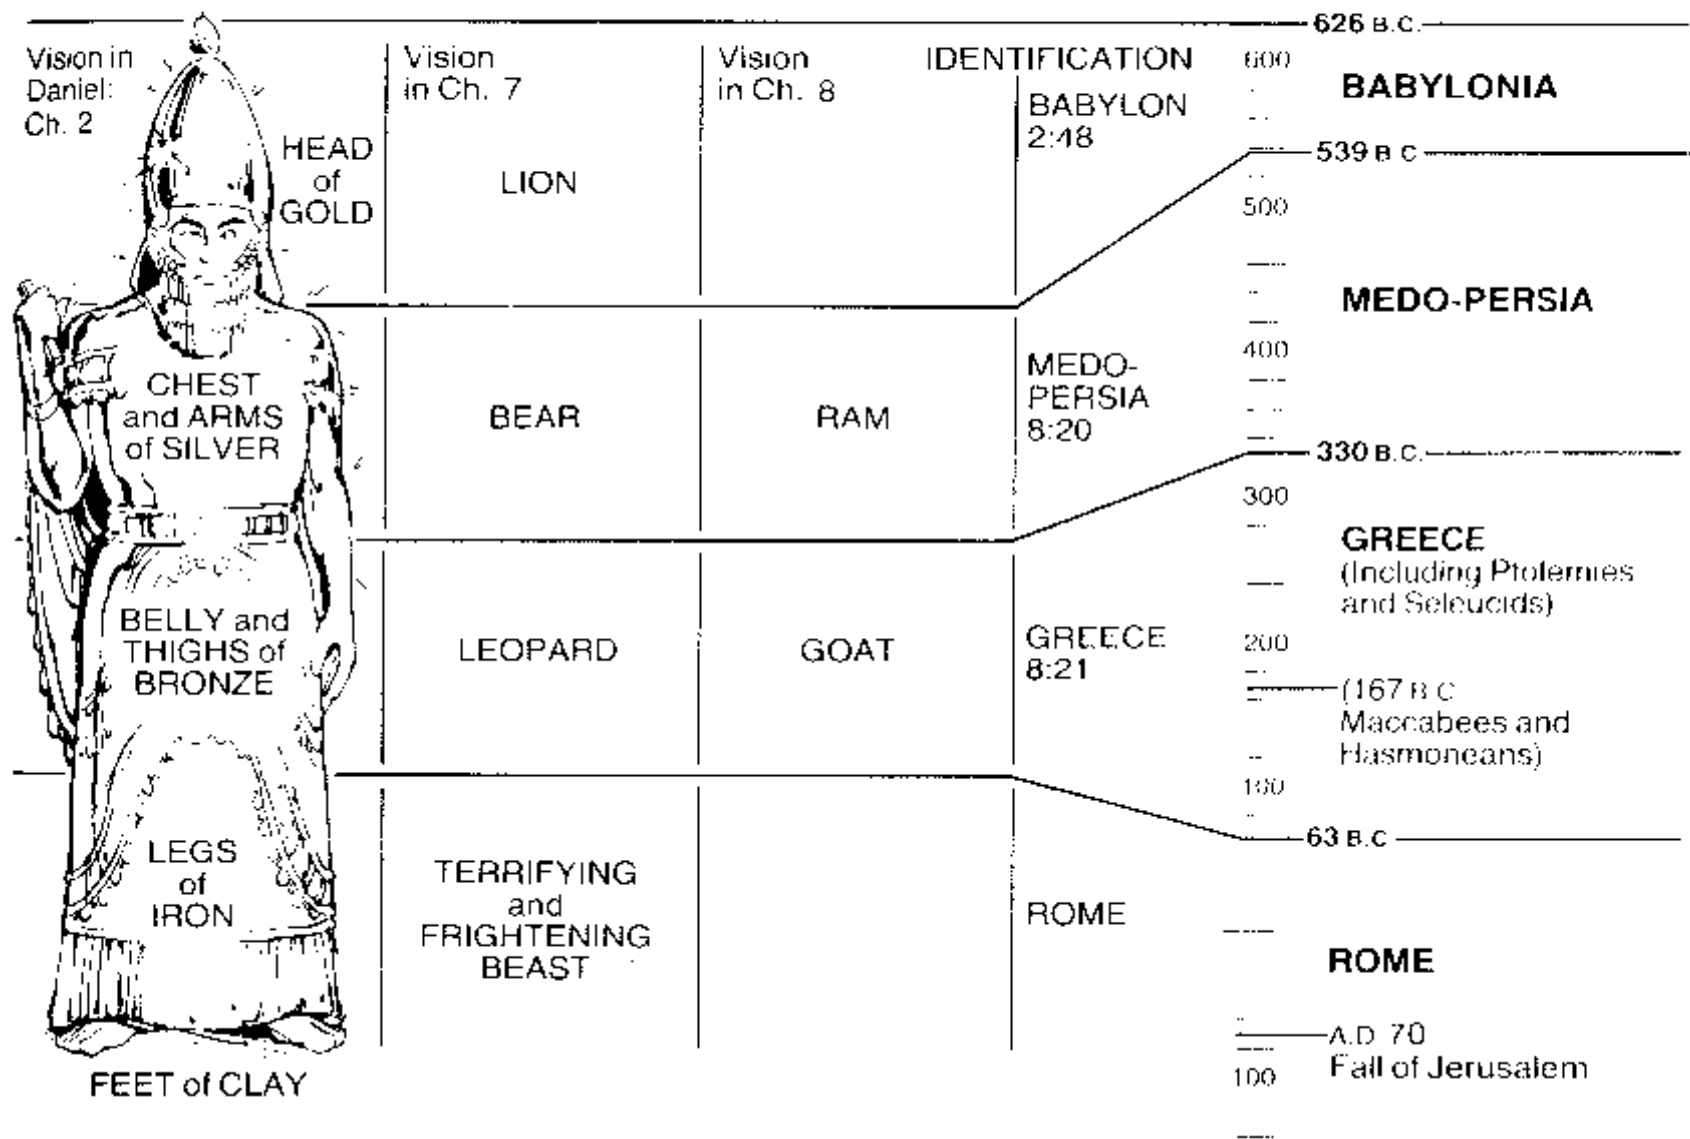 Vision in
Daniel:
Ch. 2
HEAD
of
GOLD
CHEST
and ARMS
of SILVER
BELLY and
THIGHS of
BRONZE
LEGS
of
IRON
FEET of CLAY
Vision
in Ch. 7
LION
BEAR
LEOPARD
TERRIFYING
and
FRIGHTENING
BEAST
Vision
in Ch. 8
RAM
GOAT
IDENTIFICATION
BABYLON
2:48
MEDO-
PERSIA
8:20
GREECE
8:21
ROME
626 B.C.
600
BABYLONIA
539 B C
500
MEDO-PERSIA
400
330 B.C.
300
GREECE
(Including Ptolemies
and Seleucids)
200
(167 B C
Maccabees and
Hasmoneans)
100
63 B.C
ROME
A.D 70
Fall of Jerusalem
100